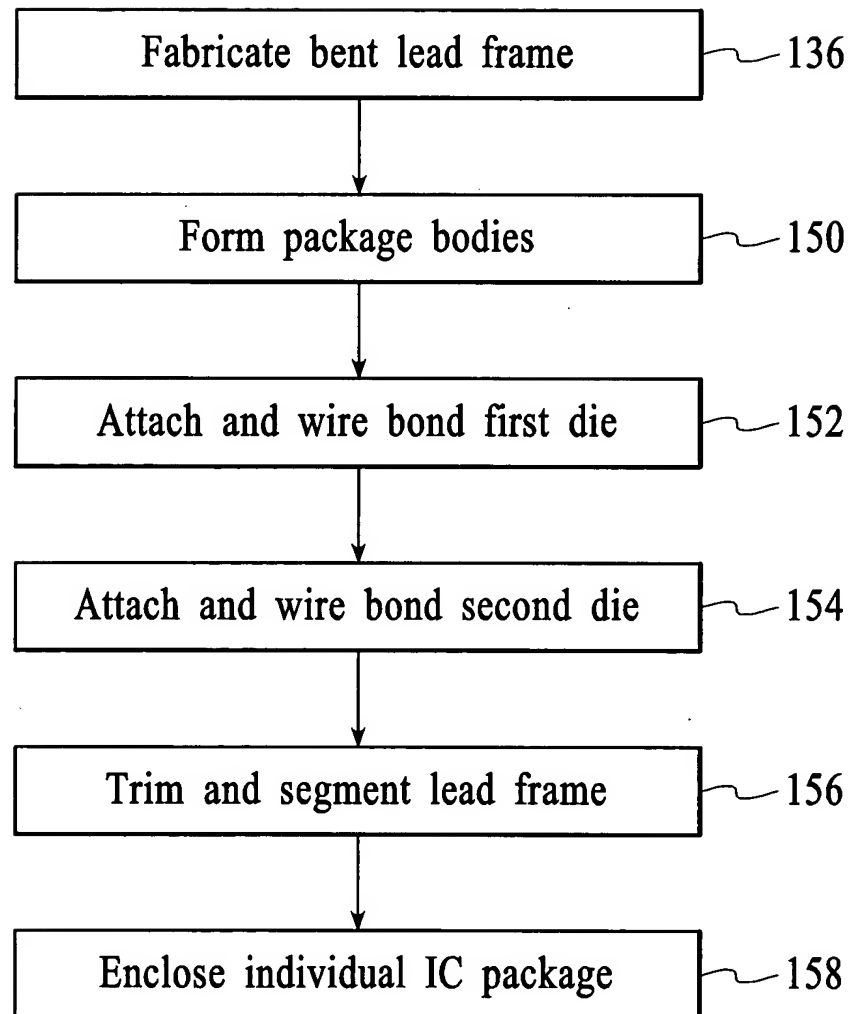 Fabricate bent lead frame 136
Form package bodies 150
Attach and wire bond first die 152
Attach and wire bond second die 154
Trim and segment lead frame 156
Enclose individual IC package 158